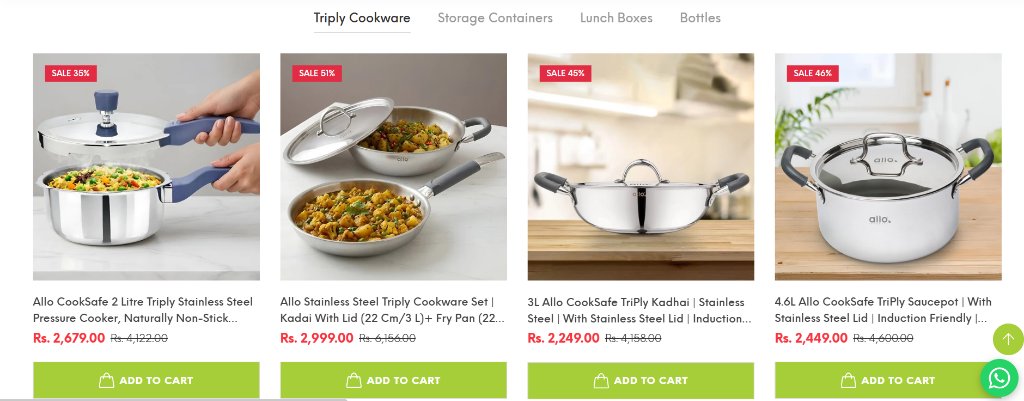 Triply Cookware Storage Containers Lunch Boxes Bottles
SALE 35%
SALE 51%
SALE 45%
SALE 46%
allo.
allo.
allo.
allo.
Allo CookSafe 2 Litre Triply Stainless Steel
Pressure Cooker, Naturally Non-Stick...
Rs. 2,679.00 Rs. 4,122.00
ADD TO CART
Allo Stainless Steel Triply Cookware Set |
Kadai With Lid (22 Cm/3 L)+ Fry Pan (22...
Rs. 2,999.00 Rs. 6,156.00
ADD TO CART
3L Allo CookSafe TriPly Kadhai | Stainless
Steel | With Stainless Steel Lid | Induction...
Rs. 2,249.00 Rs. 4,158.00
ADD TO CART
4.6L Allo CookSafe TriPly Saucepot | With
Stainless Steel Lid | Induction Friendly |...
Rs. 2,449.00 Rs. 4,600.00
ADD TO CART